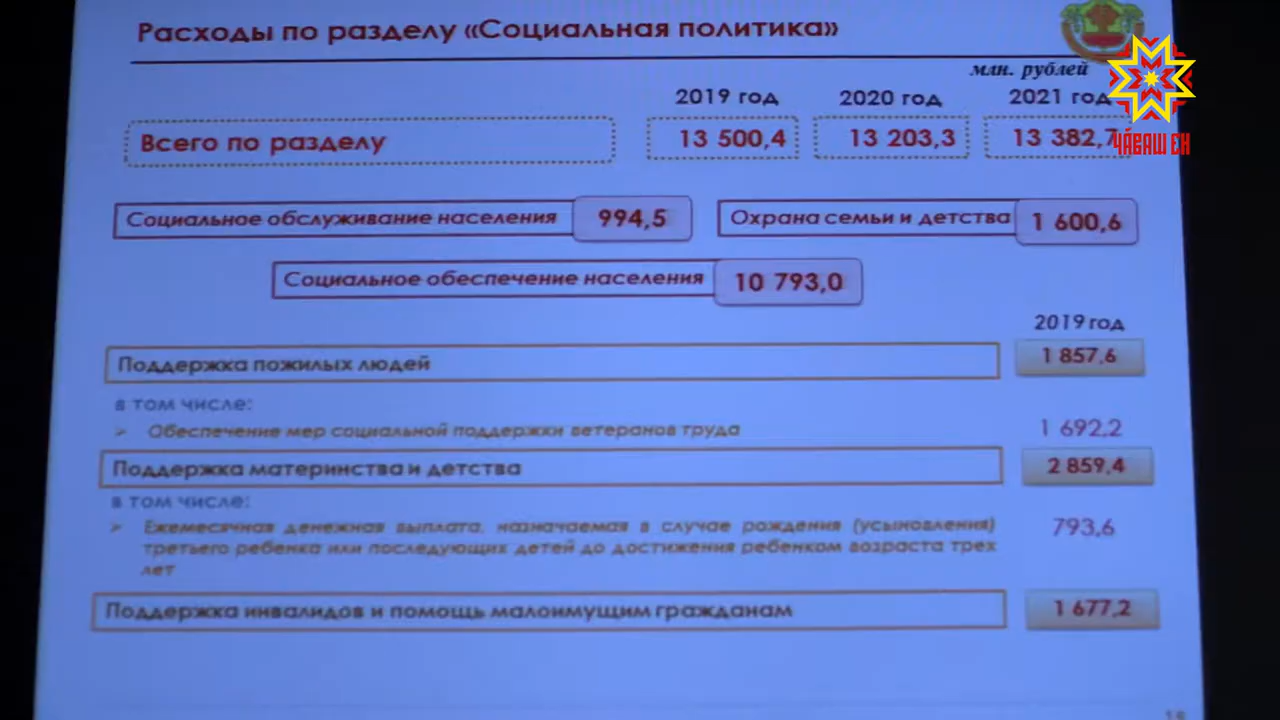 Расходы по разделу «Социальная политика»
млн. рублей
2019 год 2020 год 2021 год
Всего по разделу 13 500,4 13 203,3 13 382,7
ЧӐВАШ ЕН
Социальное обслуживание населения 994,5 Охрана семьи и детства 1 600,6
Социальное обеспечение населения 10 793,0
2019 год
Поддержка пожилых людей 1 857,6
в том числе:
➢ Обеспечение мер социальной поддержки ветеранов труда 1 692,2
Поддержка материнства и детства 2 859,4
в том числе:
➢ Ежемесячная денежная выплата, назначаемая в случае рождения (усыновления) 793,6
третьего ребенка или последующих детей до достижения ребенком возраста трех
лет
Поддержка инвалидов и помощь малоимущим гражданам 1 677,2